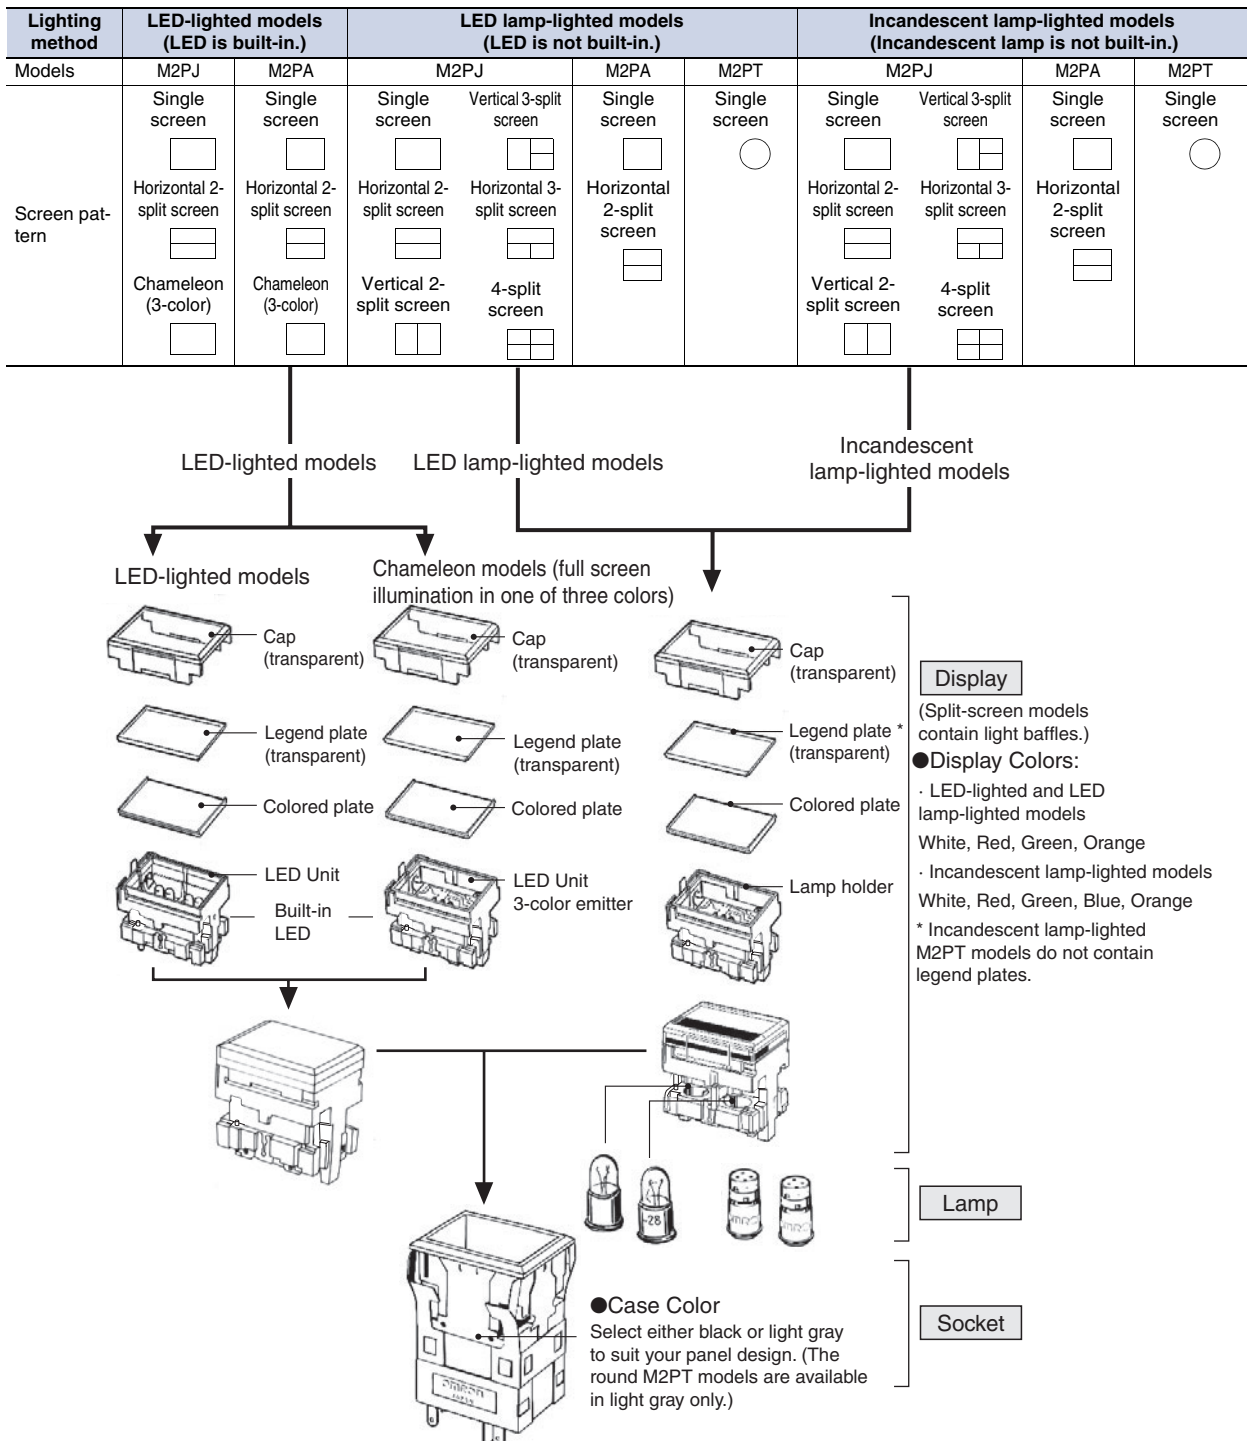 Lighting method
LED-lighted models
(LED is built-in.)
LED lamp-lighted models
(LED is not built-in.)
Incandescent lamp-lighted models
(Incandescent lamp is not built-in.)
Models
M2PJ
M2PA
M2PJ
M2PA
M2PT
M2PJ
M2PA
M2PT
Screen pat-
tern
Single
screen
Horizontal 2-
split screen
Chameleon
(3-color)
Single
screen
Horizontal 2-
split screen
Chameleon
(3-color)
Single
screen
Horizontal 2-
split screen
Vertical 2-
split screen
Vertical 3-split
screen
Horizontal 3-
split screen
4-split
screen
Single
screen
Horizontal
2-split
screen
Single
screen
Single
screen
Horizontal 2-
split screen
Vertical 2-
split screen
Vertical 3-split
screen
Horizontal 3-
split screen
4-split
screen
Single
screen
Horizontal
2-split
screen
Single
screen
LED-lighted models
LED lamp-lighted models
Incandescent
lamp-lighted models
LED-lighted models
Chameleon models (full screen
illumination in one of three colors)
Cap
(transparent)
Legend plate
(transparent)
Colored plate
LED Unit
Built-in
LED
Cap
(transparent)
Legend plate
(transparent)
Colored plate
LED Unit
3-color emitter
Cap
(transparent)
Legend plate *
(transparent)
Colored plate
Lamp holder
Display
(Split-screen models
contain light baffles.)
●Display Colors:
· LED-lighted and LED
lamp-lighted models
White, Red, Green, Orange
· Incandescent lamp-lighted models
White, Red, Green, Blue, Orange
* Incandescent lamp-lighted
M2PT models do not contain
legend plates.
-28
Lamp
●Case Color
Select either black or light gray
to suit your panel design. (The
round M2PT models are available
in light gray only.)
Socket
omron
JAPAN